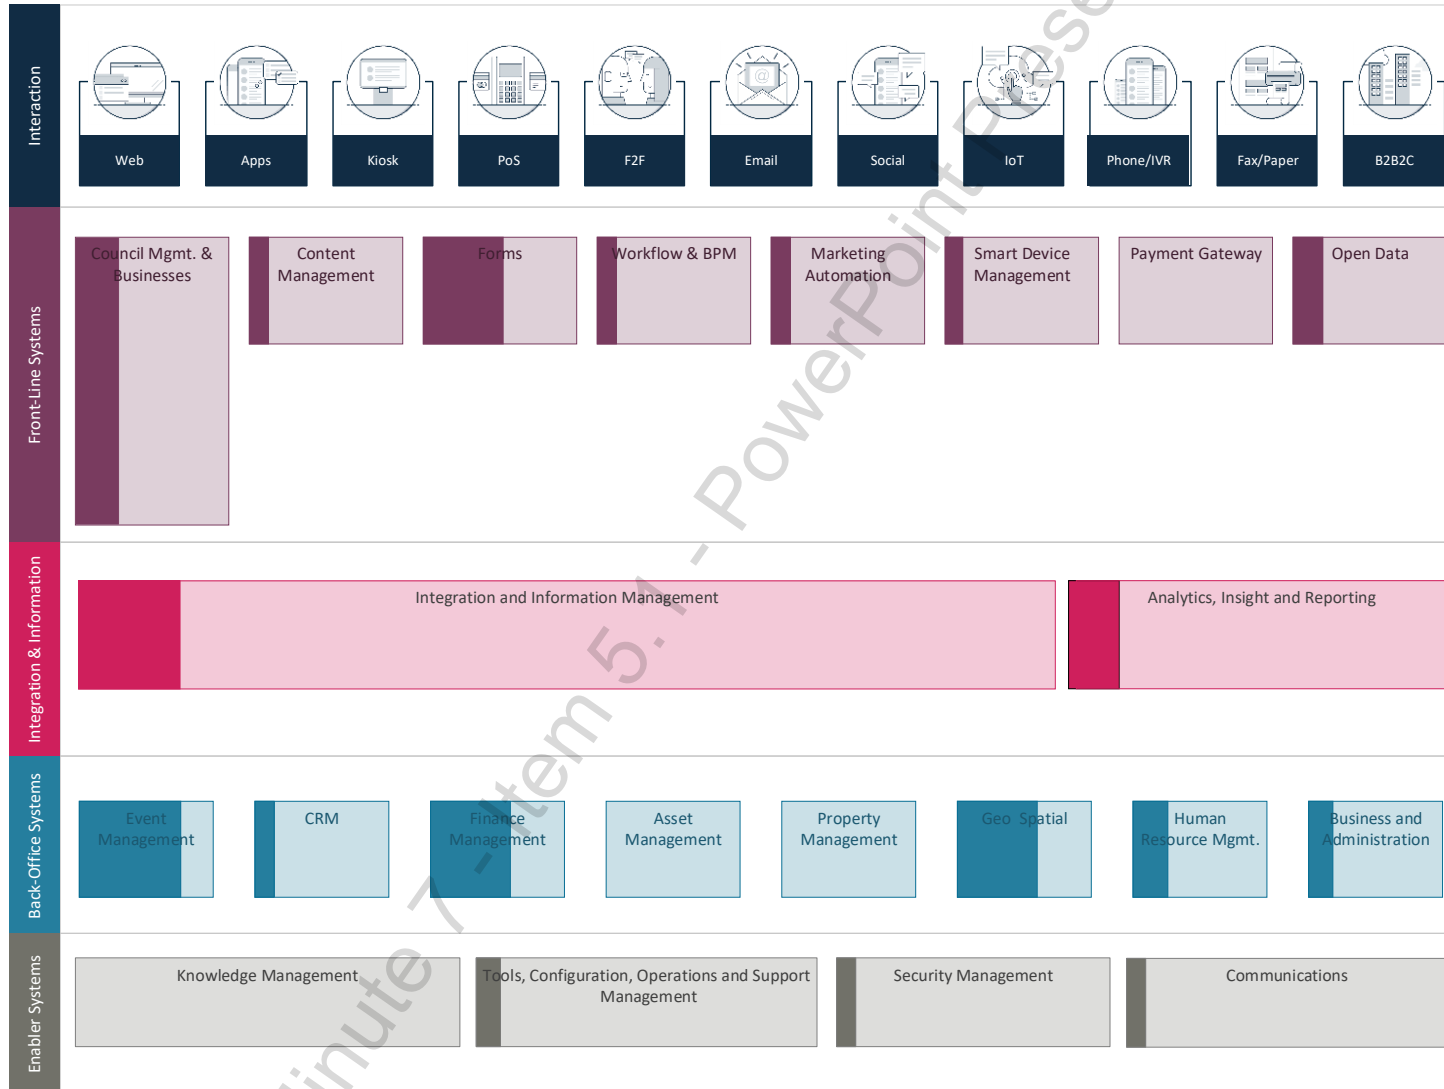 Interaction
Web
Apps
Kiosk
PoS
F2F
Email
Social
IoT
Phone/IVR
Fax/Paper
B2B2C
Front-Line Systems
Council Mgmt. &
Businesses
Content
Management
Forms
Workflow & BPM
Marketing
Automation
Smart Device
Management
Payment Gateway
Open Data
Integration & Information
Integration and Information Management
Analytics, Insight and Reporting
Back-Office Systems
Event
Management
CRM
Finance
Management
Asset
Management
Property
Management
Geo Spatial
Human
Resource Mgmt.
Business and
Administration
Enabler Systems
Knowledge Management
Tools, Configuration, Operations and Support
Management
Security Management
Communications
Minute 7 -Item 5.1 - PowerPoint Prese